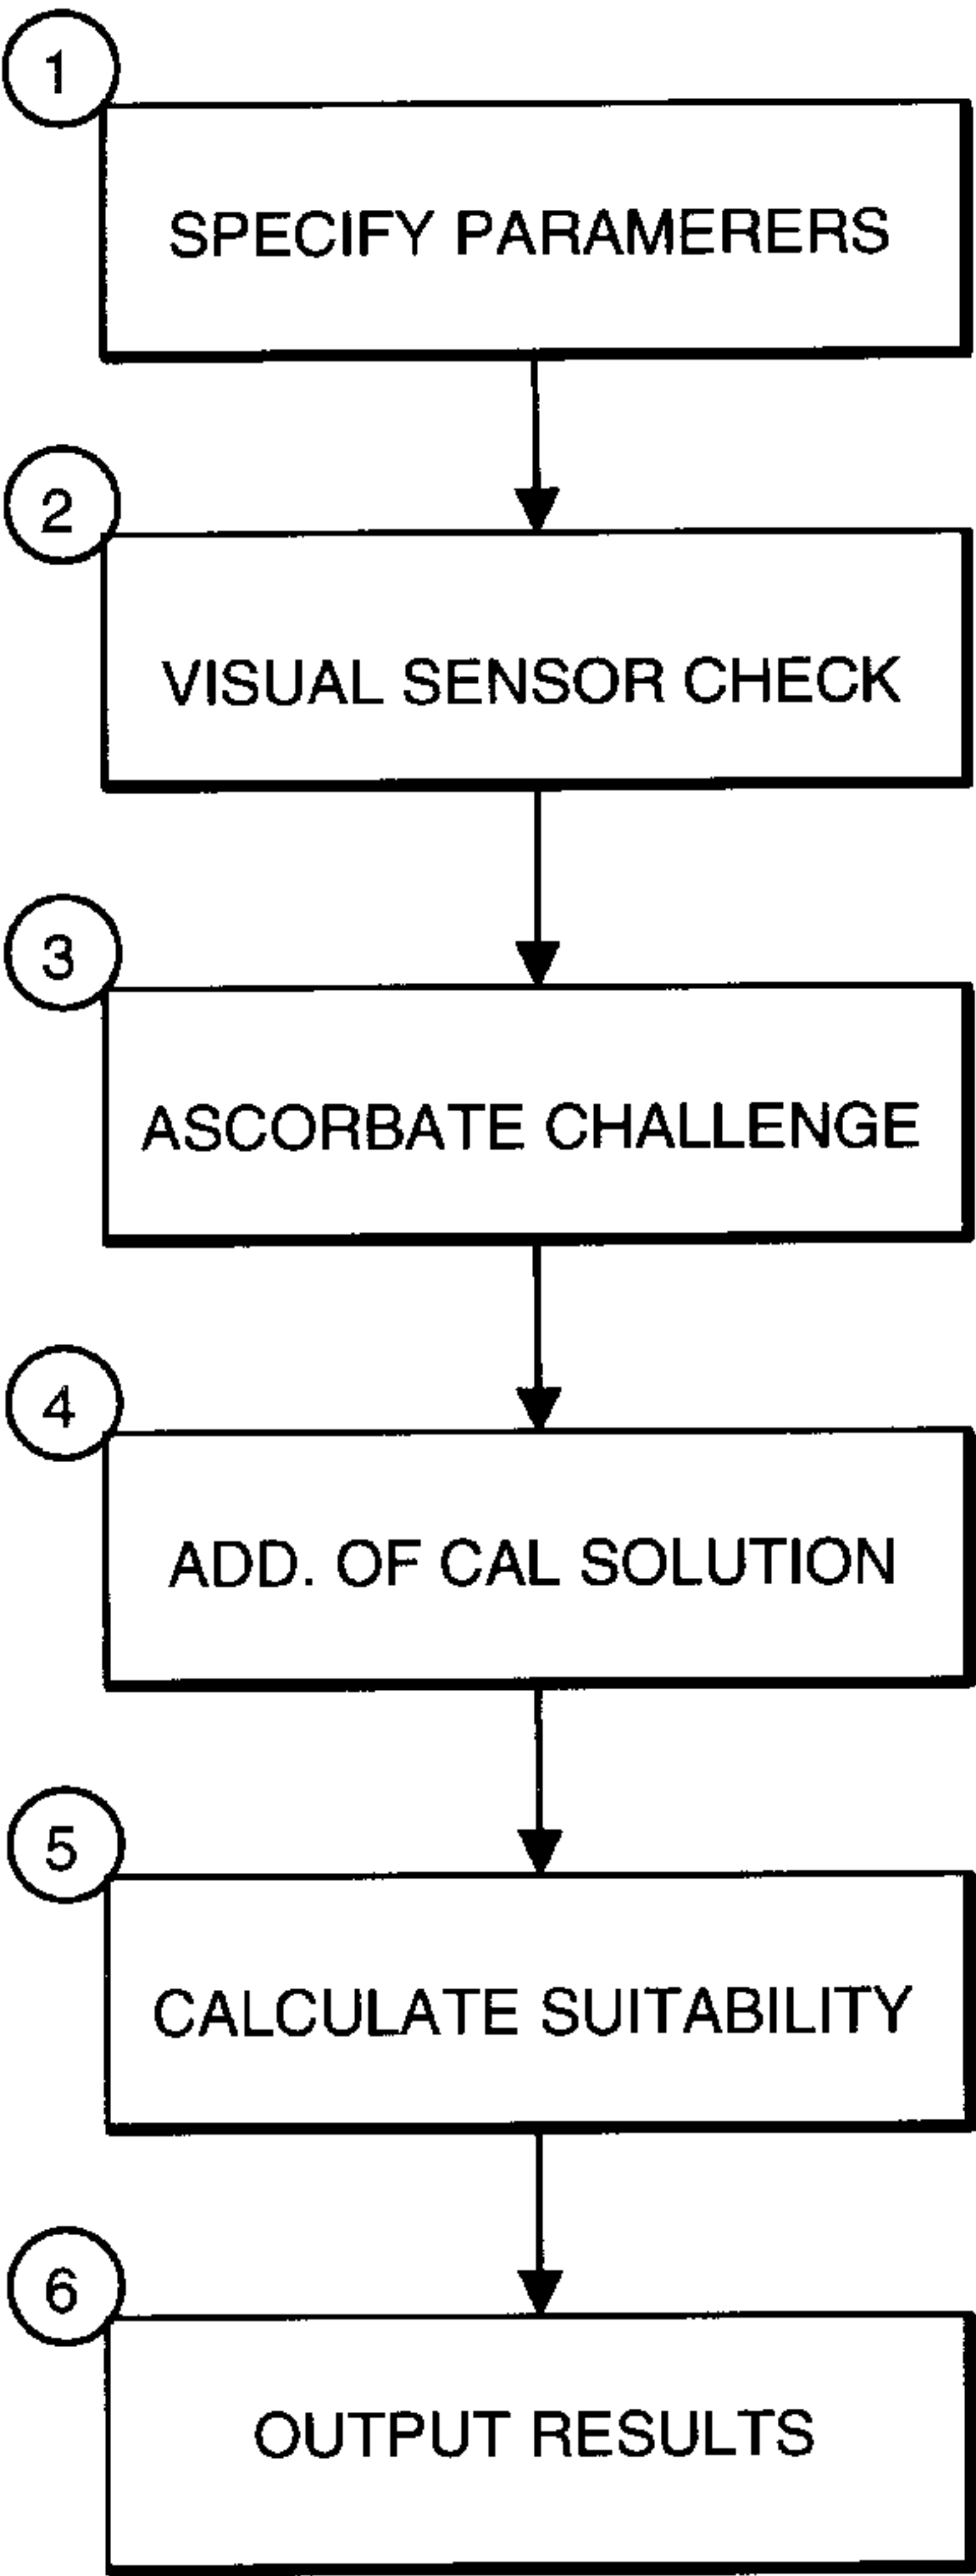 1
SPECIFY PARAMERERS
2
VISUAL SENSOR CHECK
3
ASCORBATE CHALLENGE
4
ADD. OF CAL SOLUTION
5
CALCULATE SUITABILITY
6
OUTPUT RESULTS